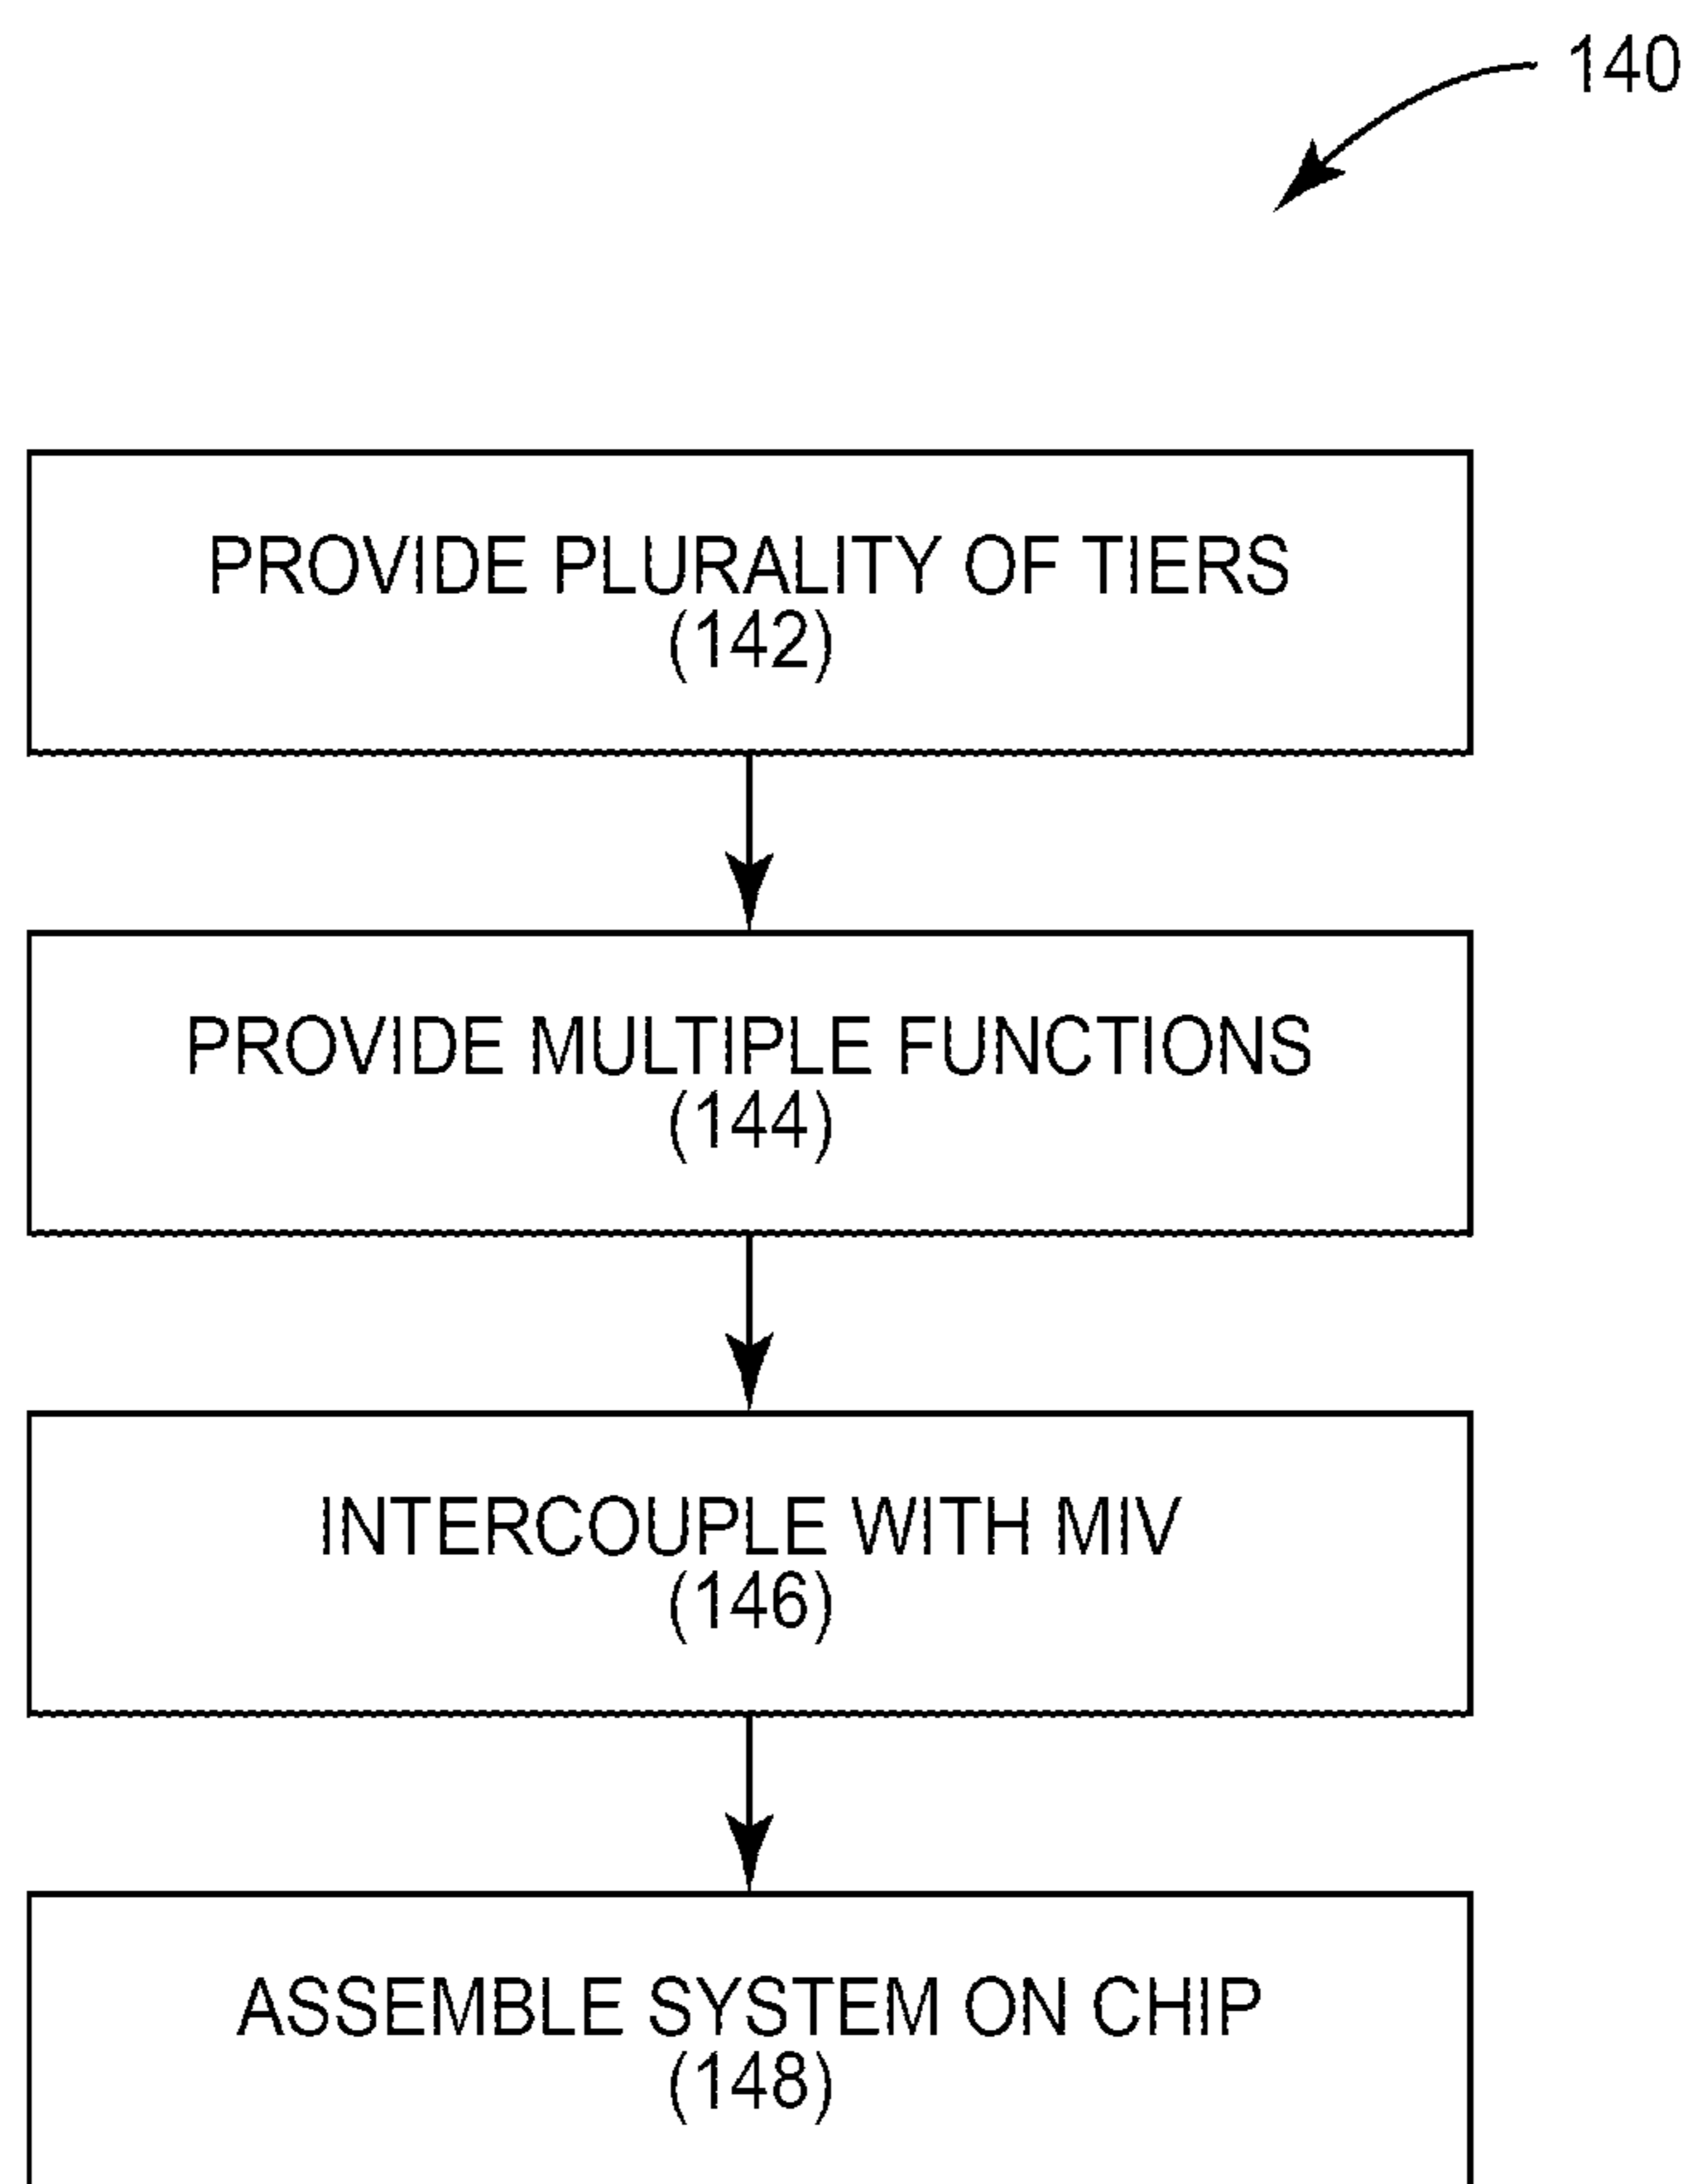 140
PROVIDE PLURALITY OF TIERS
(142)
PROVIDE MULTIPLE FUNCTIONS
(144)
INTERCOUPLE WITH MIV
(146)
ASSEMBLE SYSTEM ON CHIP
(148)